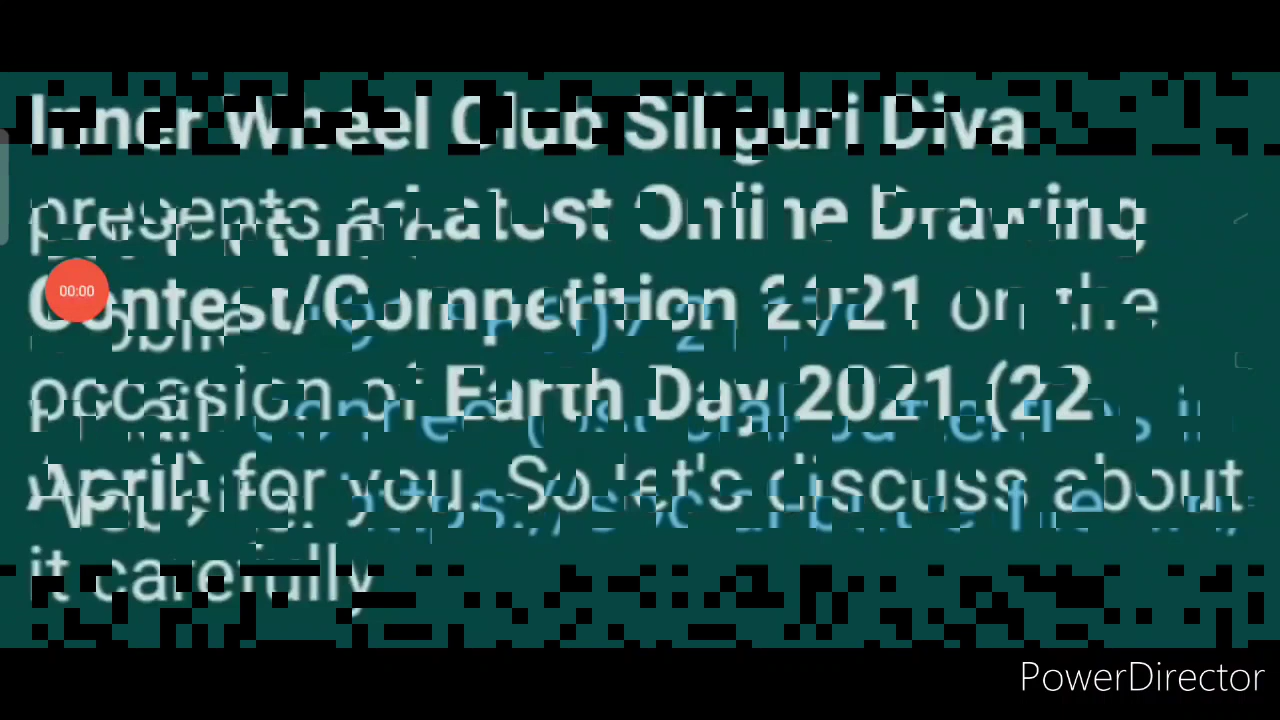 Inner Wheel Club Siliguri Diva
presents a Latest Online Drawing
Contest/Competition 2021 on the
00:00
occasion of Earth Day 2021 (22
April) for you. So let's discuss about
it carefully
PowerDirector